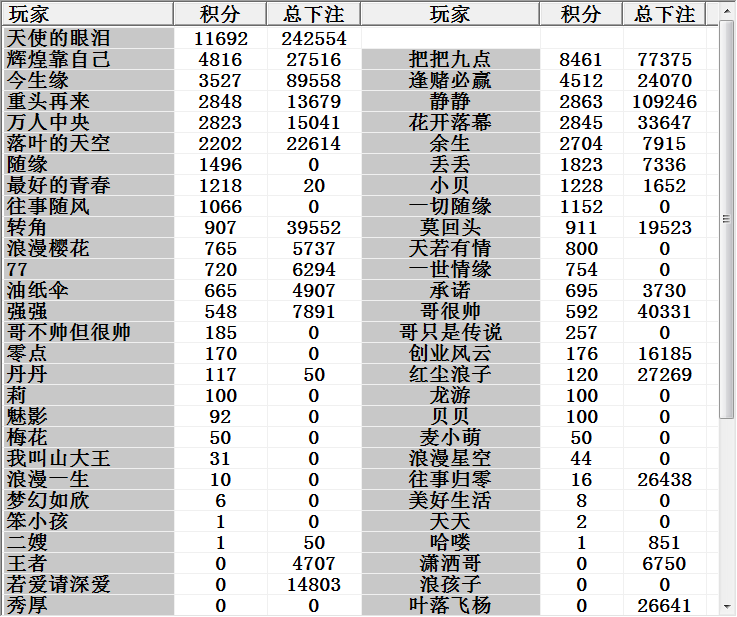 玩家 积分 总下注 玩家 积分 总下注
天使的眼泪 11692 242554
辉煌靠自己 4816 27516 把把九点 8461 77375
今生缘 3527 89558 逢赌必赢 4512 24070
重头再来 2848 13679 静静 2863 109246
万人中央 2823 15041 花开落幕 2845 33647
落叶的天空 2202 22614 余生 2704 7915
随缘 1496 0 丢丢 1823 7336
最好的青春 1218 20 小贝 1228 1652
往事随风 1066 0 一切随缘 1152 0
转角 907 39552 莫回头 911 19523
浪漫樱花 765 5737 天若有情 800 0
77 720 6294 一世情缘 754 0
油纸伞 665 4907 承诺 695 3730
强强 548 7891 哥很帅 592 40331
哥不帅但很帅 185 0 哥只是传说 257 0
零点 170 0 创业风云 176 16185
丹丹 117 50 红尘浪子 120 27269
莉 100 0 龙游 100 0
魅影 92 0 贝贝 100 0
梅花 50 0 麦小萌 50 0
我叫山大王 31 0 浪漫星空 44 0
浪漫一生 10 0 往事归零 16 26438
梦幻如欣 6 0 美好生活 8 0
笨小孩 1 0 天天 2 0
二嫂 1 50 哈喽 1 851
王者 0 4707 潇洒哥 0 6750
若爱请深爱 0 14803 浪孩子 0 0
秀厚 0 0 叶落飞杨 0 26641